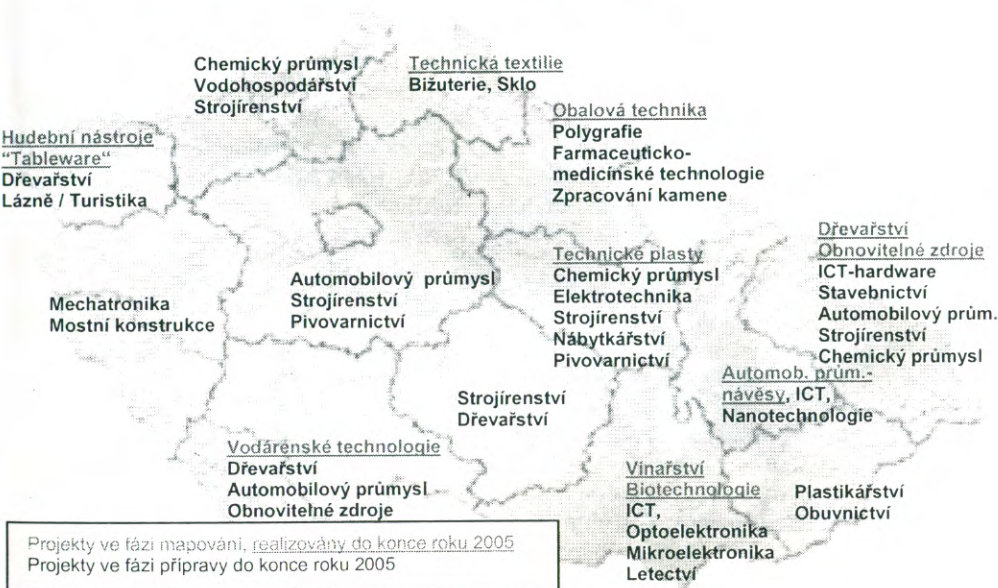 Chemický průmysl
Vodohospodářství
Strojírenství
Technická textilie
Bižuterie, Sklo
Obalová technika
Polygrafie
Farmaceuticko-
medicínské technologie
Zpracování kamene
Hudební nástroje
"Tableware"
Dřevařství
Lázně / Turistika
Mechatronika
Mostní konstrukce
Automobilový průmysl
Strojírenství
Pivovarnictví
Technické plasty
Chemický průmysl
Elektrotechnika
Strojírenství
Nábytkářství
Pivovarnictví
Dřevařství
Obnovitelné zdroje
ICT-hardware
Stavebnictví
Automobilový prům.
Strojírenství
Chemický průmysl
Automob. prům.-
návěsy, ICT,
Nanotechnologie
Strojírenství
Dřevařství
Vodárenské technologie
Dřevařství
Automobilový průmysl
Obnovitelné zdroje
Vinařství
Biotechnologie
ICT,
Optoelektronika
Mikroelektronika
Letectví
Plastikářství
Obuvnictví
Projekty ve fázi mapování, realizovány do konce roku 2005
Projekty ve fázi přípravy do konce roku 2005